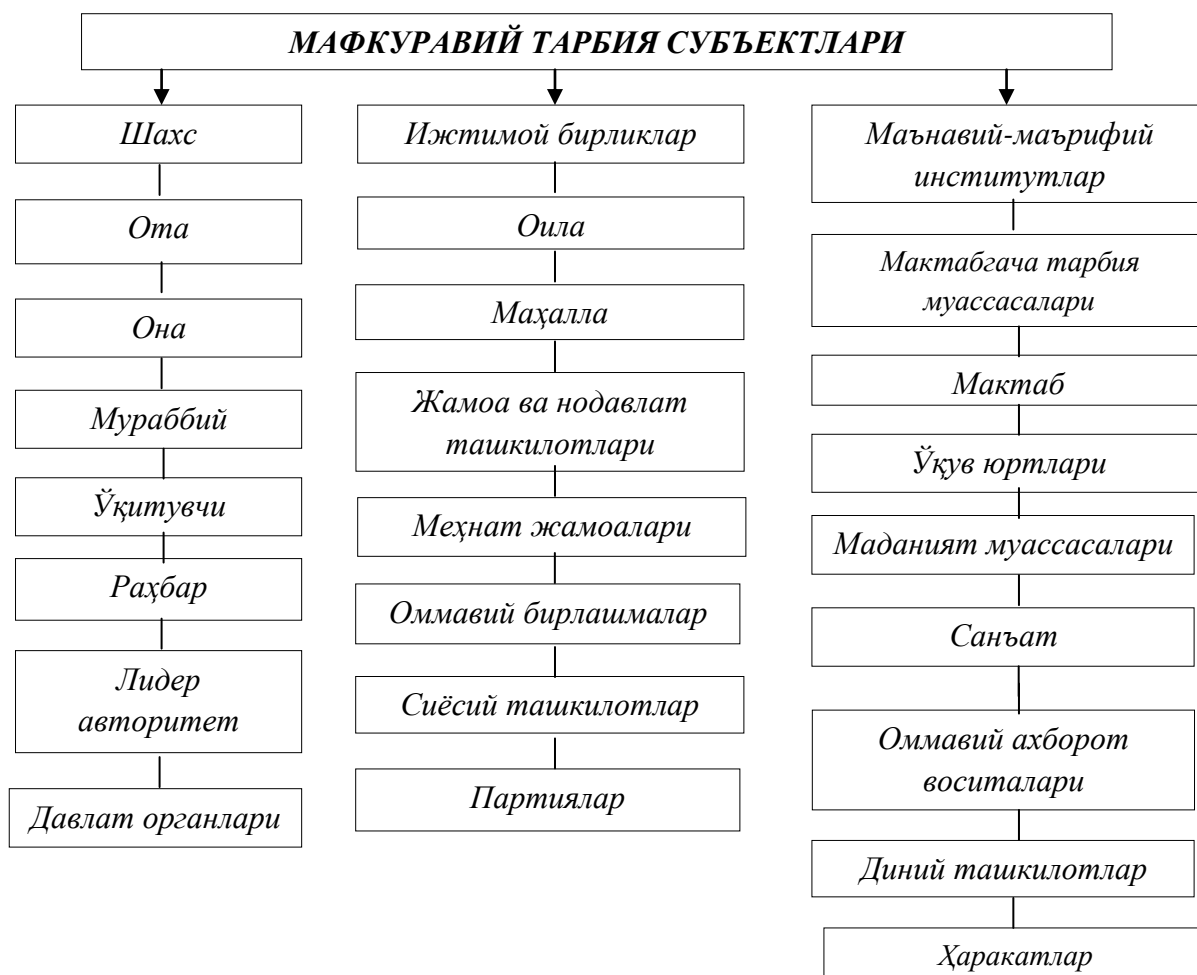 МАФКУРАВИЙ ТАРБИЯ СУБЪЕКТЛАРИ
Шахс
Ота
Она
Мураббий
Ўқитувчи
Раҳбар
Лидер
авторитет
Давлат органлари
Ижтимой бирликлар
Оила
Маҳалла
Жамоа ва нодавлат
ташкилотлари
Меҳнат жамоалари
Оммавий бирлашмалар
Сиёсий ташкилотлар
Партиялар
Маънавий-маърифий
институтлар
Мактабгача тарбия
муассасалари
Мактаб
Ўқув юртлари
Маданият муассасалари
Санъат
Оммавий ахборот
воситалари
Диний ташкилотлар
Ҳаракатлар